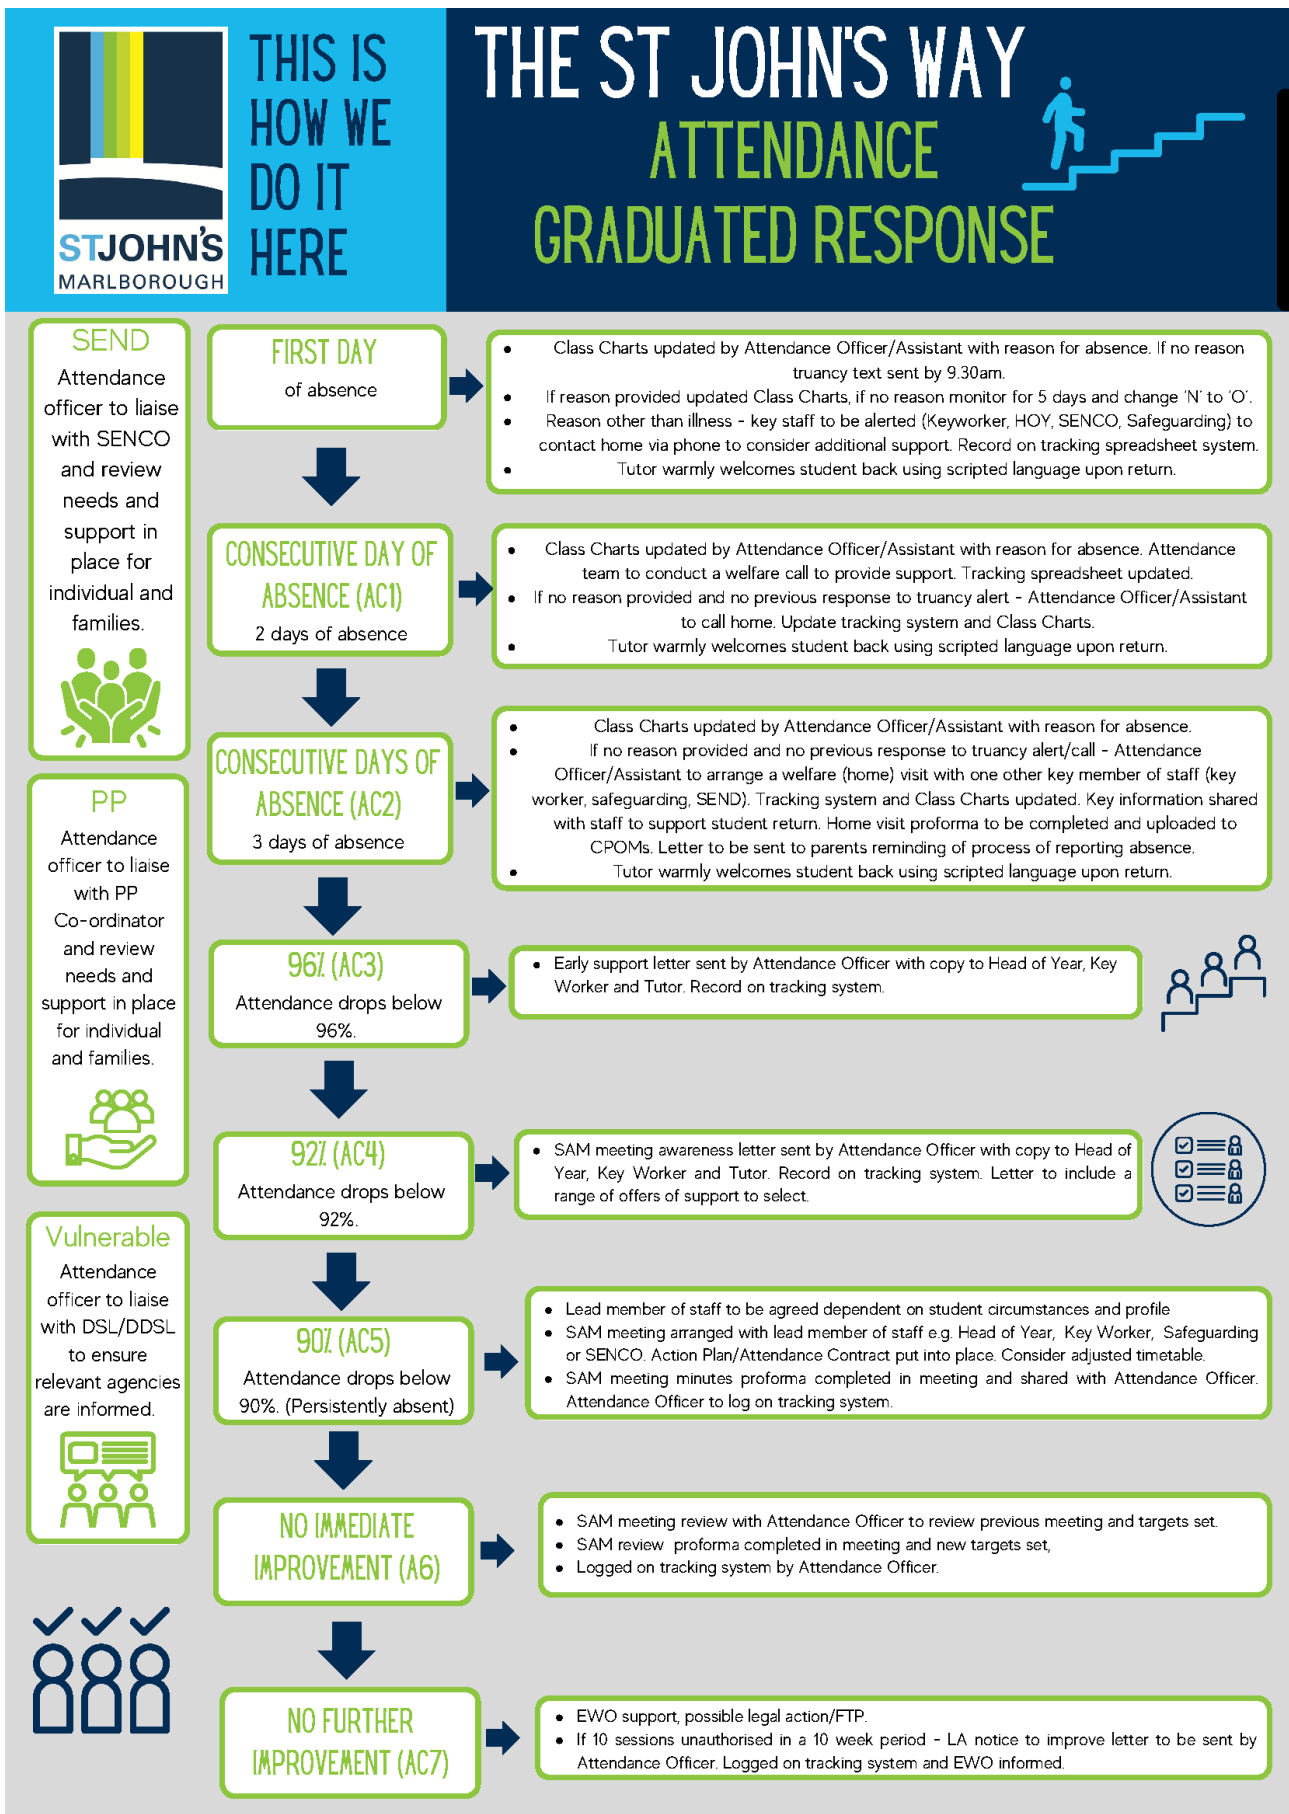 STJOHN'S
MARLBOROUGH
THIS IS
HOW WE
DO IT
HERE
THE ST JOHN'S WAY
ATTENDANCE
GRADUATED RESPONSE
SEND
Attendance
officer to liaise
with SENCO
and review
needs and
support in
place for
individual and
families.
PP
Attendance
officer to liaise
with PP
Co-ordinator
and review
needs and
support in place
for individual
and families.
Vulnerable
Attendance
officer to liaise
with DSL/DDSL
to ensure
relevant agencies
are informed.
FIRST DAY
of absence
• Class Charts updated by Attendance Officer/Assistant with reason for absence. If no reason
truancy text sent by 9.30am.
• If reason provided updated Class Charts, if no reason monitor for 5 days and change 'N' to 'O'.
• Reason other than illness - key staff to be alerted (Keyworker, HOY, SENCO, Safeguarding) to
contact home via phone to consider additional support. Record on tracking spreadsheet system.
• Tutor warmly welcomes student back using scripted language upon return.
CONSECUTIVE DAY OF
ABSENCE (AC1)
2 days of absence
• Class Charts updated by Attendance Officer/Assistant with reason for absence. Attendance
team to conduct a welfare call to provide support. Tracking spreadsheet updated.
• If no reason provided and no previous response to truancy alert - Attendance Officer/Assistant
to call home. Update tracking system and Class Charts.
• Tutor warmly welcomes student back using scripted language upon return.
CONSECUTIVE DAYS OF
ABSENCE (AC2)
3 days of absence
• Class Charts updated by Attendance Officer/Assistant with reason for absence.
• If no reason provided and no previous response to truancy alert/call - Attendance
Officer/Assistant to arrange a welfare (home) visit with one other key member of staff (key
worker, safeguarding, SEND). Tracking system and Class Charts updated. Key information shared
with staff to support student return. Home visit proforma to be completed and uploaded to
CPOMs. Letter to be sent to parents reminding of process of reporting absence.
• Tutor warmly welcomes student back using scripted language upon return.
96% (AC3)
Attendance drops below
96%.
• Early support letter sent by Attendance Officer with copy to Head of Year, Key
Worker and Tutor. Record on tracking system.
92% (AC4)
Attendance drops below
92%.
• SAM meeting awareness letter sent by Attendance Officer with copy to Head of
Year, Key Worker and Tutor. Record on tracking system. Letter to include a
range of offers of support to select.
90% (AC5)
Attendance drops below
90%. (Persistently absent)
• Lead member of staff to be agreed dependent on student circumstances and profile
• SAM meeting arranged with lead member of staff e.g. Head of Year, Key Worker, Safeguarding
or SENCO. Action Plan/Attendance Contract put into place. Consider adjusted timetable.
• SAM meeting minutes proforma completed in meeting and shared with Attendance Officer.
Attendance Officer to log on tracking system.
NO IMMEDIATE
IMPROVEMENT (A6)
• SAM meeting review with Attendance Officer to review previous meeting and targets set.
• SAM review proforma completed in meeting and new targets set,
• Logged on tracking system by Attendance Officer.
NO FURTHER
IMPROVEMENT (AC7)
• EWO support, possible legal action/FTP.
• If 10 sessions unauthorised in a 10 week period - LA notice to improve letter to be sent by
Attendance Officer. Logged on tracking system and EWO informed.